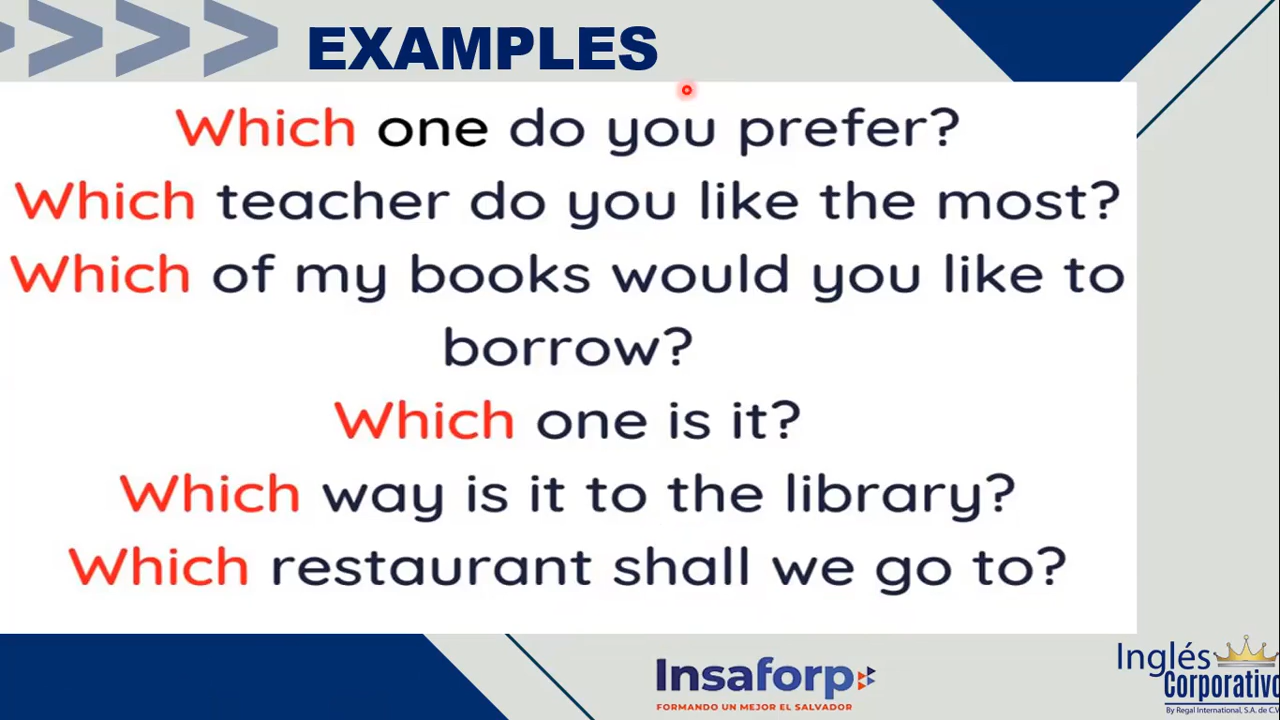 EXAMPLES
Which one do you prefer?
Which teacher do you like the most?
Which of my books would you like to
borrow?
Which one is it?
Which way is it to the library?
Which restaurant shall we go to?
Insaforp
FORMANDO UN MEJOR EL SALVADOR
Inglés
Corporativo
By Regal International, S.A. de C.V